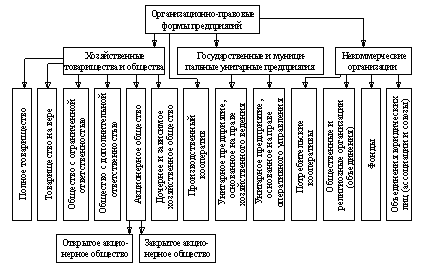 Организационно-правовые
формы предприятий
Хозяйственные
товарищества и общества
Государственные и муници-
пальные унитарные предприятия
Некоммерческие
организации
Полное товарищество
Товарищество на вере
Общество с ограниченной
ответственностью
Общество с дополнительной
ответственностью
Акционерное общество
Дочернее и зависимое
хозяйственное общество
Производственный
кооператив
Унитарное предприятие,
основанное на праве
хозяйственного ведения
Унитарное предприятие,
основанное на праве
оперативного управления
Потребительские
кооперативы
Общественные и
религиозные организации
(объединения)
Фонды
Объединения юридических
лиц (ассоциации и союзы)
Открытое акцио-
нерное общество
Закрытое акцио-
нерное общество